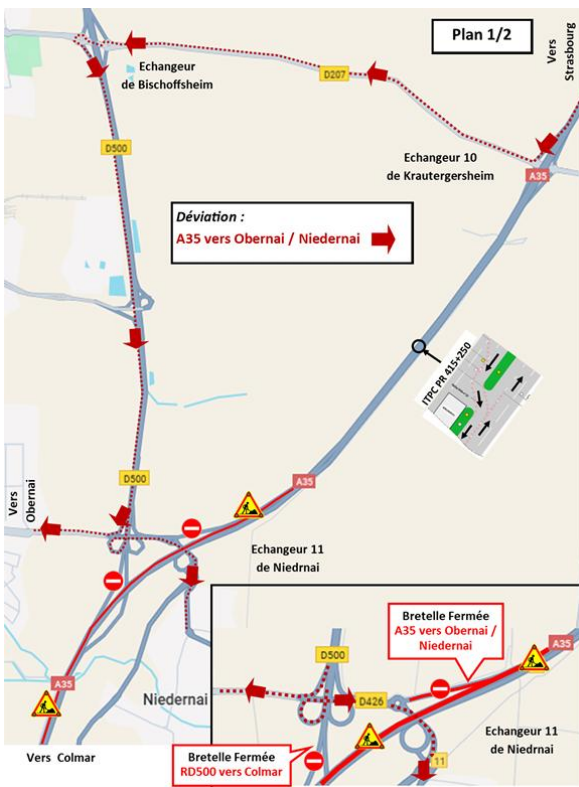 Plan 1/2
Vers
Strasbourg
Echangeur
de Bischoffsheim
D207
D500
Echangeur 10
de Krautergersheim
A35
Déviation :
A35 vers Obernai / Niedernai
ITPC PR 415+250
D500
A35
Vers
Obernai
Echangeur 11
de Niedrnai
A35
Niedernai
Vers Colmar
Bretelle Fermée
A35 vers Obernai /
Niedernai
A35
D500
D426
Echangeur 11
de Niedrnai
Bretelle Fermée
RD500 vers Colmar
11